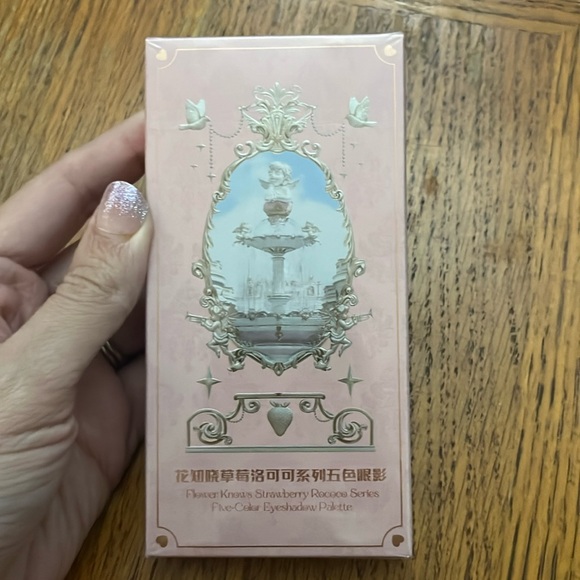 花知晓草莓洛可可系列五色眼影
Flower Knows Strawberry Rococo Series
Five-Color Eyeshadow Palette